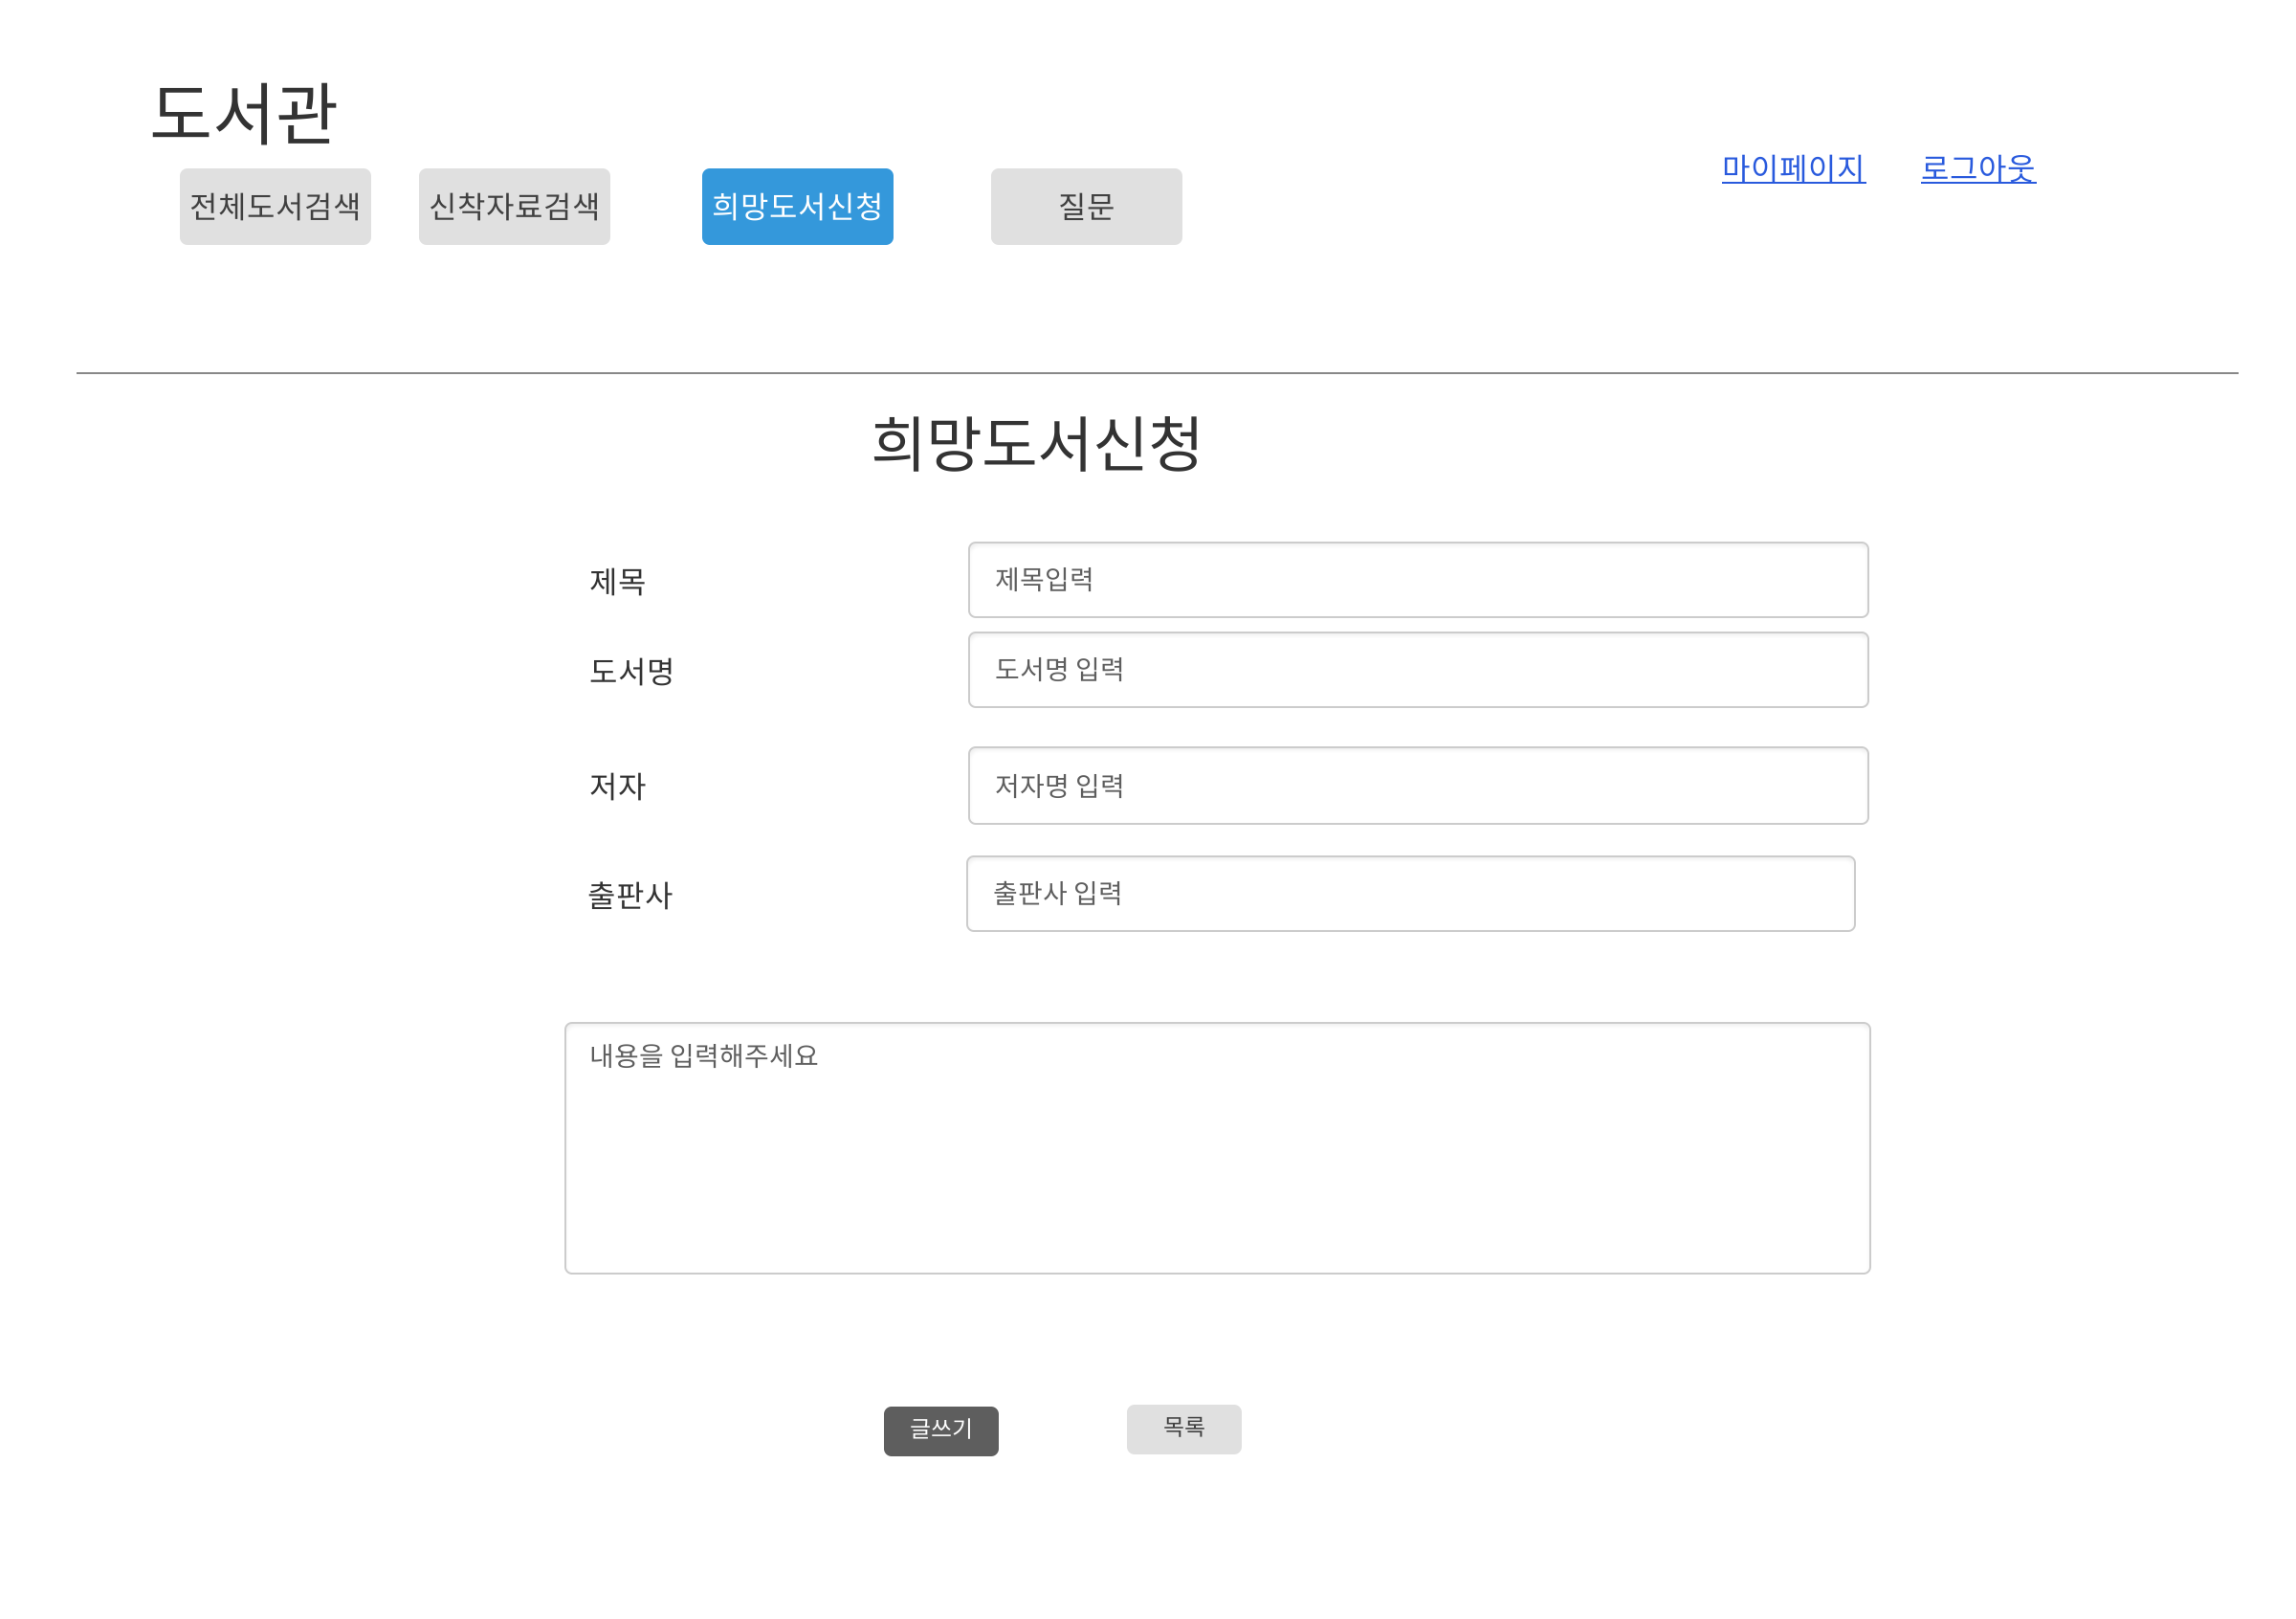 도서관
마이페이지 로그아웃
전체도서검색 신착자료검색 희망도서신청 질문
희망도서신청
제목 제목입력
도서명 도서명 입력
저자 저자명 입력
출판사 출판사 입력
내용을 입력해주세요
글쓰기 목록